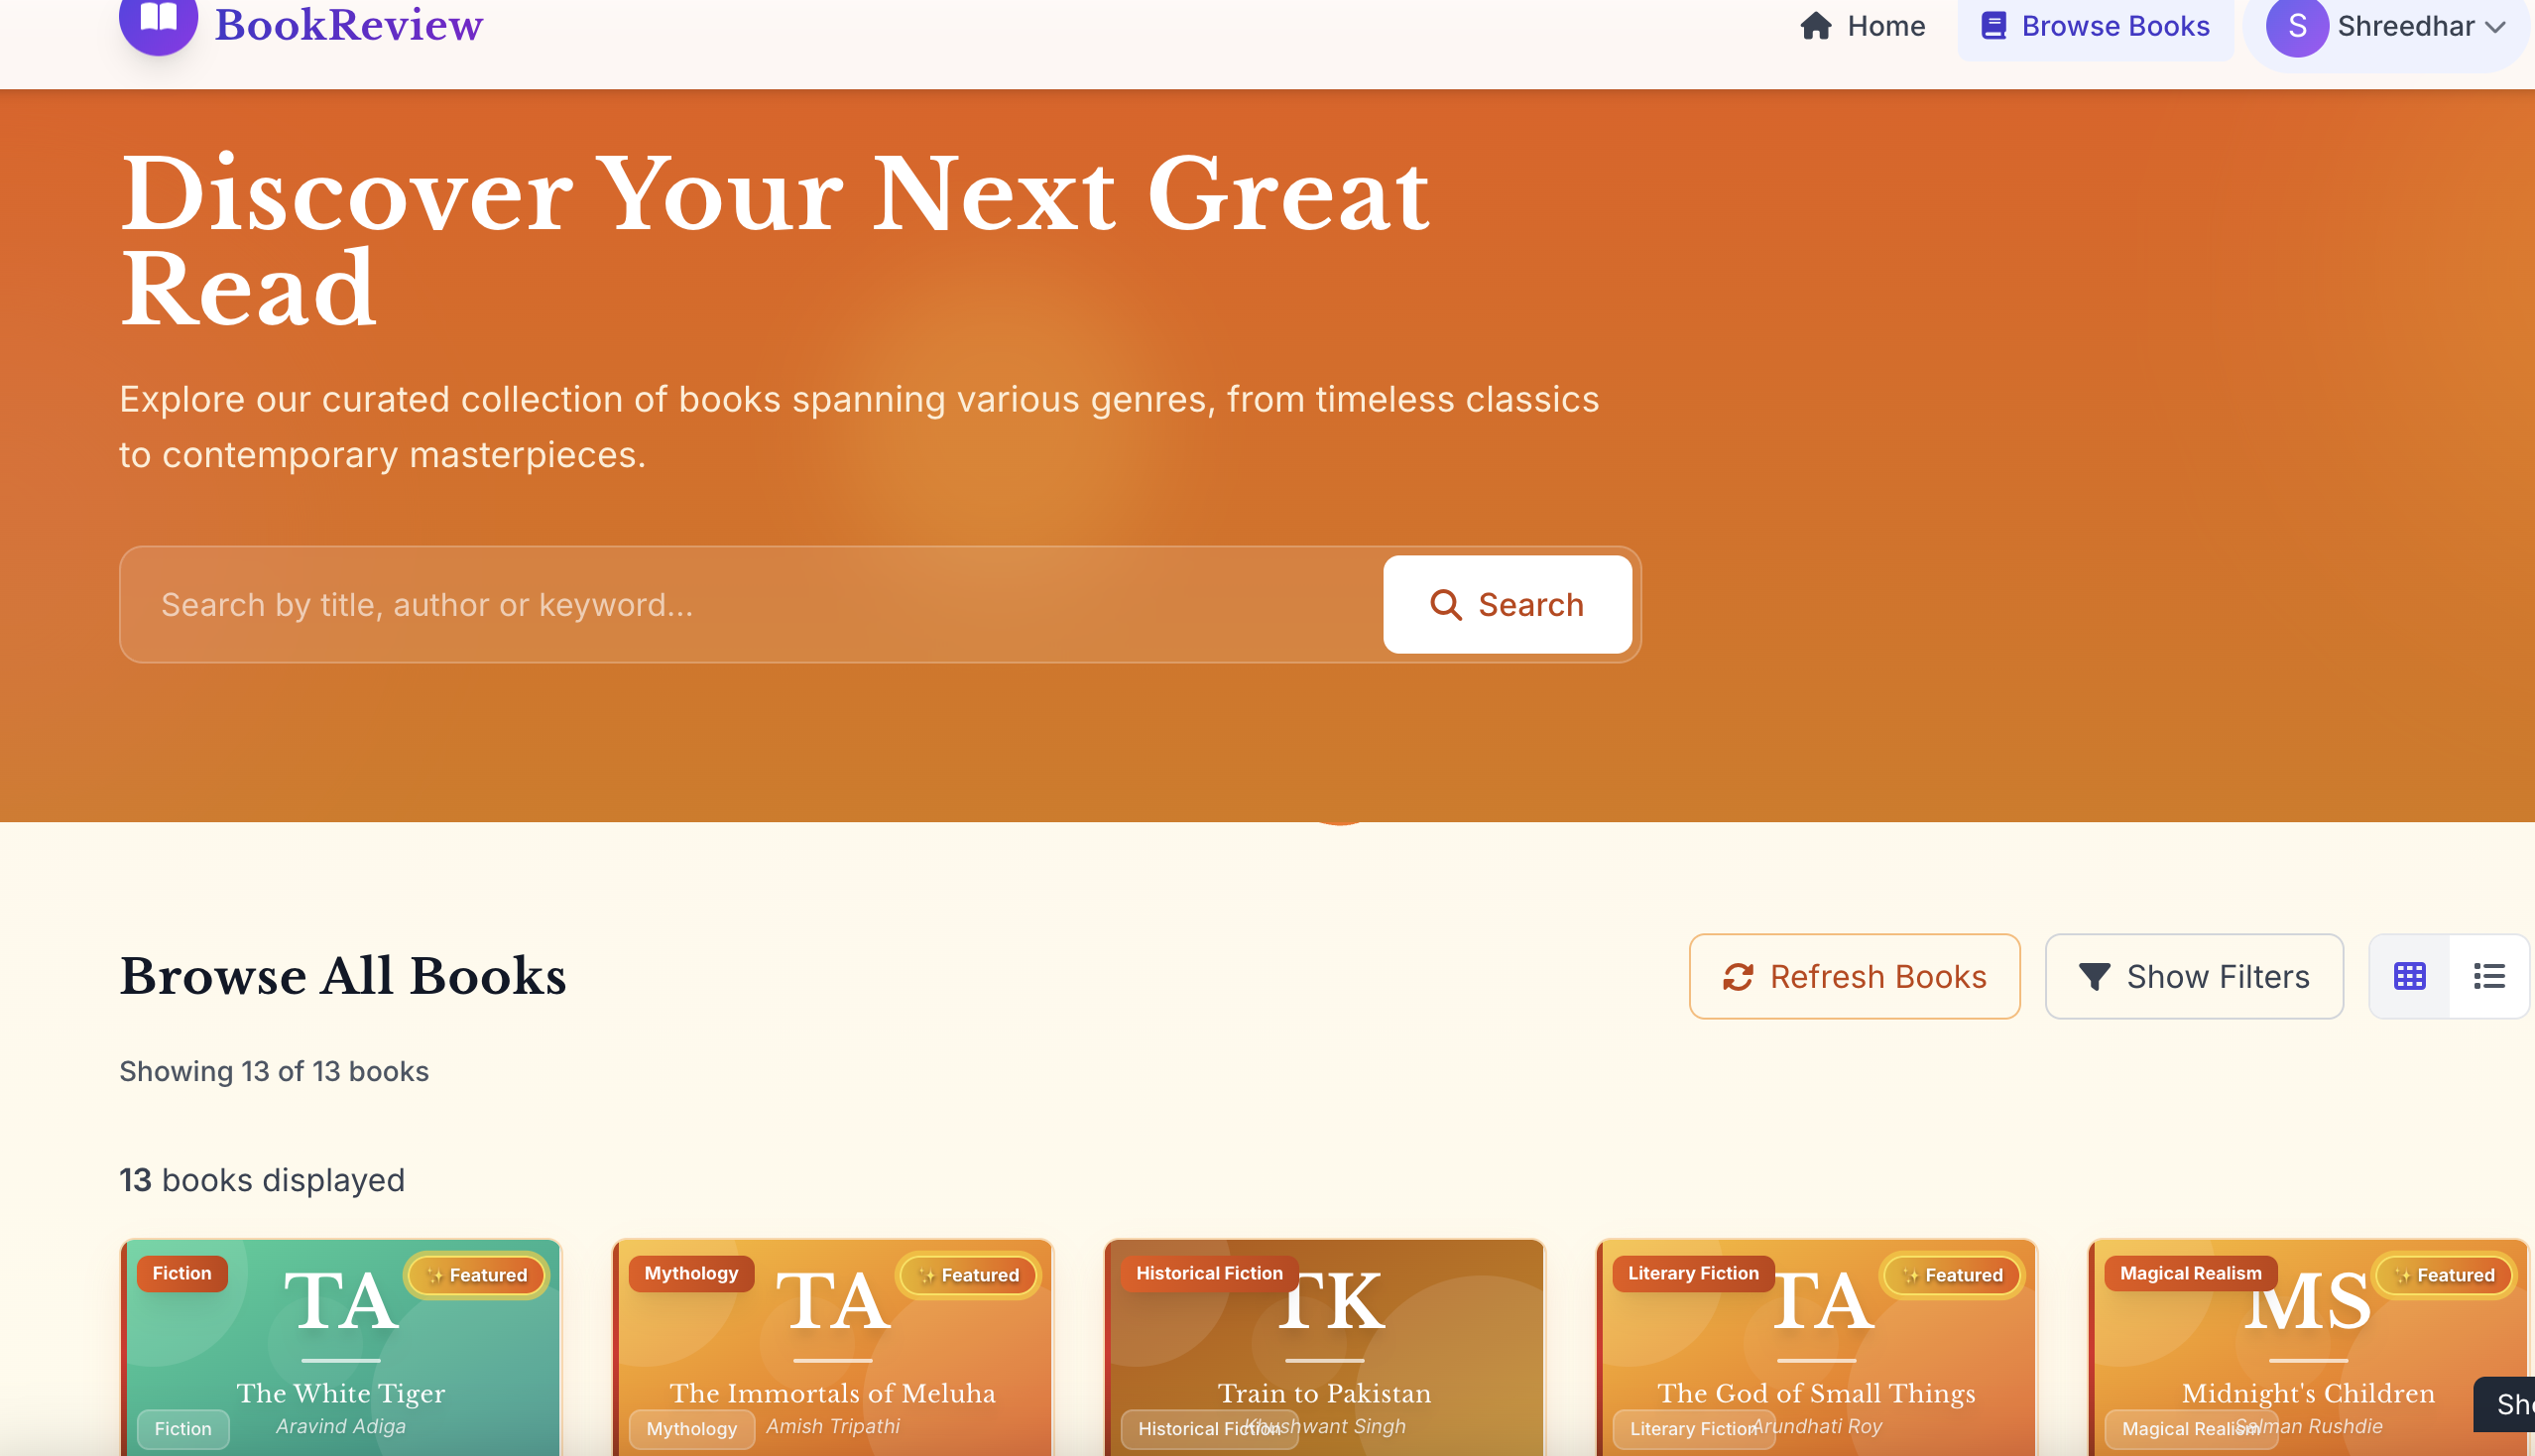 BookReview
Home
Browse Books
S
Shreedhar
Discover Your Next Great
Read
Explore our curated collection of books spanning various genres, from timeless classics
to contemporary masterpieces.
Search by title, author or keyword...
Search
Browse All Books
Refresh Books
Show Filters
Showing 13 of 13 books
13 books displayed
Fiction
TA
✨ Featured
The White Tiger
Aravind Adiga
Fiction
Mythology
TA
✨ Featured
The Immortals of Meluha
Amish Tripathi
Mythology
Historical Fiction
TK
Train to Pakistan
Khushwant Singh
Historical Fiction
Literary Fiction
TA
✨ Featured
The God of Small Things
Arundhati Roy
Literary Fiction
Magical Realism
MS
✨ Featured
Midnight's Children
Salman Rushdie
Magical Realism